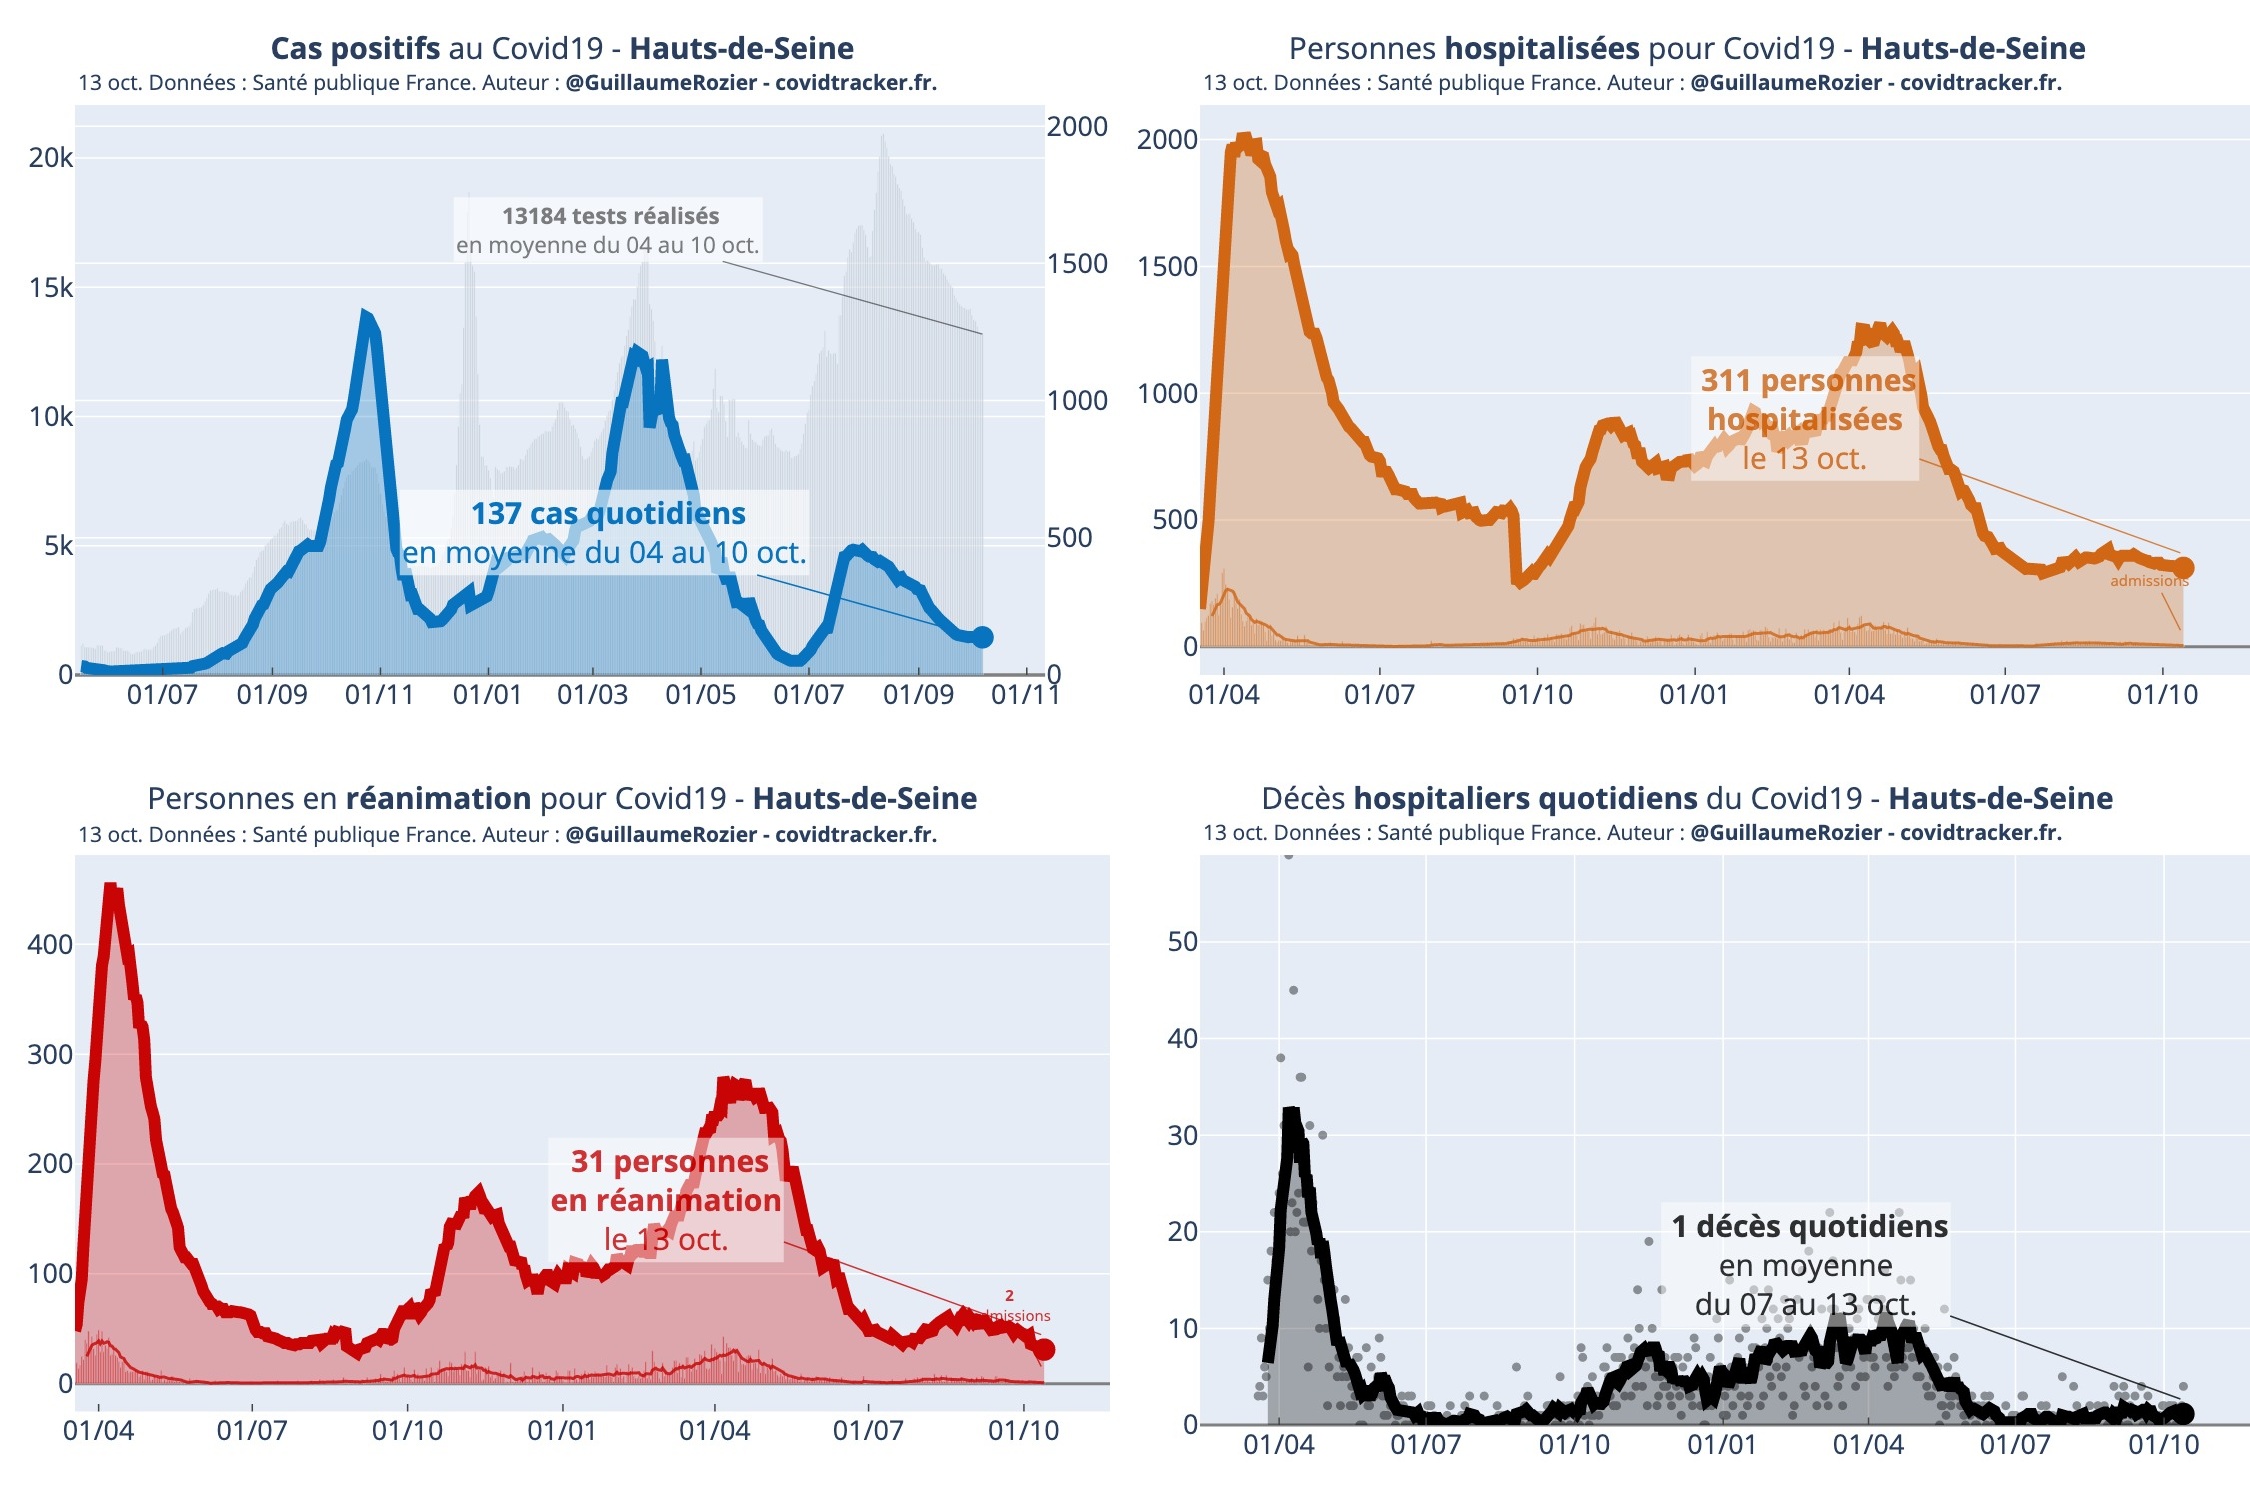 Cas positifs au Covid19 - Hauts-de-Seine
13 oct. Données : Santé publique France. Auteur : @GuillaumeRozier - covidtracker.fr.
20k
15k
10k
5k
0
2000
1500
1000
500
0
13184 tests réalisés
en moyenne du 04 au 10 oct.
137 cas quotidiens
en moyenne du 04 au 10 oct.
01/07 01/09 01/11 01/01 01/03 01/05 01/07 01/09 01/11
Personnes hospitalisées pour Covid19 - Hauts-de-Seine
13 oct. Données : Santé publique France. Auteur : @GuillaumeRozier - covidtracker.fr.
2000
1500
1000
500
0
311 personnes
hospitalisées
le 13 oct.
admissions
01/04 01/07 01/10 01/01 01/04 01/07 01/10
Personnes en réanimation pour Covid19 - Hauts-de-Seine
13 oct. Données : Santé publique France. Auteur : @GuillaumeRozier - covidtracker.fr.
400
300
200
100
0
31 personnes
en réanimation
le 13 oct.
2
admissions
01/04 01/07 01/10 01/01 01/04 01/07 01/10
Décès hospitaliers quotidiens du Covid19 - Hauts-de-Seine
13 oct. Données : Santé publique France. Auteur : @GuillaumeRozier - covidtracker.fr.
50
40
30
20
10
0
1 décès quotidiens
en moyenne
du 07 au 13 oct.
01/04 01/07 01/10 01/01 01/04 01/07 01/10